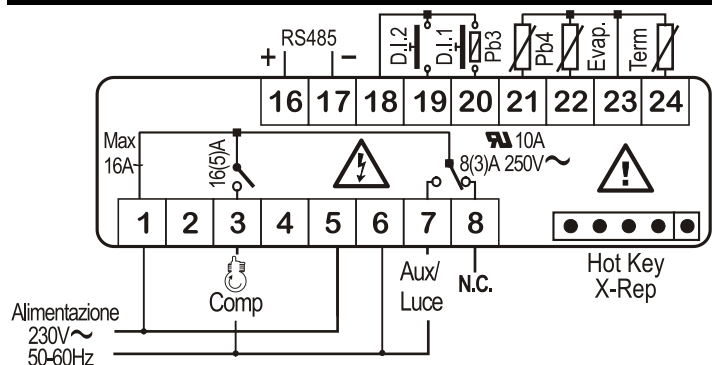 RS485
+ −
D.I.2
D.I.1
Pb3
Pb4
Evap.
Term
16 17 18 19 20 21 22 23 24
Max
16A
16(5)A
10A
8(3)A 250V~
1 2 3 4 5 6 7 8
Comp
Aux/
Luce
N.C.
Hot Key
X-Rep
Alimentazione
230V~
50-60Hz